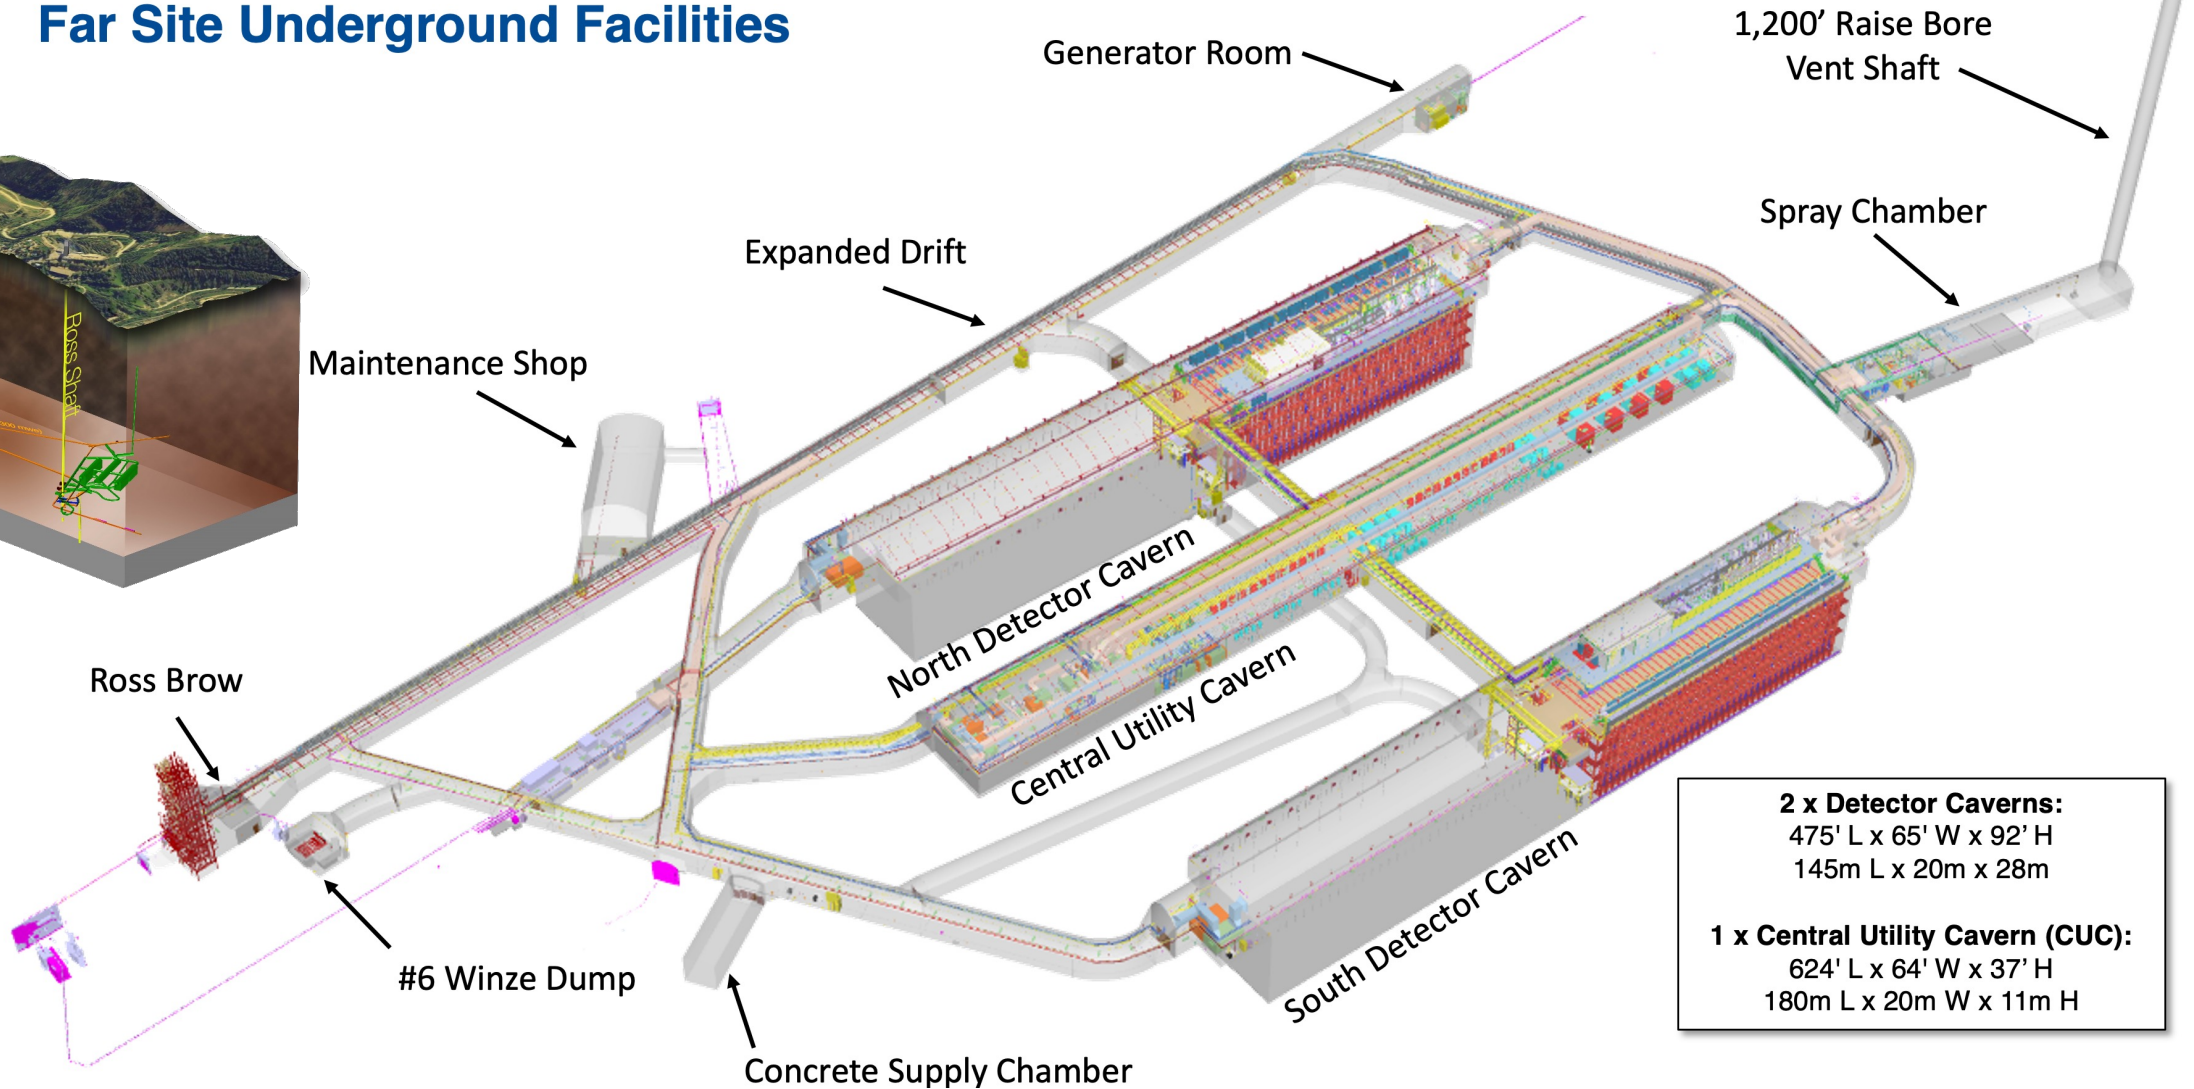 Far Site Underground Facilities
Generator Room
1,200’ Raise Bore
Vent Shaft
Spray Chamber
Expanded Drift
Maintenance Shop
Ross Shaft
Ross Brow
North Detector Cavern
Central Utility Cavern
South Detector Cavern
#6 Winze Dump
Concrete Supply Chamber
2 x Detector Caverns:
475' L x 65' W x 92’ H
145m L x 20m x 28m
1 x Central Utility Cavern (CUC):
624' L x 64' W x 37’ H
180m L x 20m W x 11m H